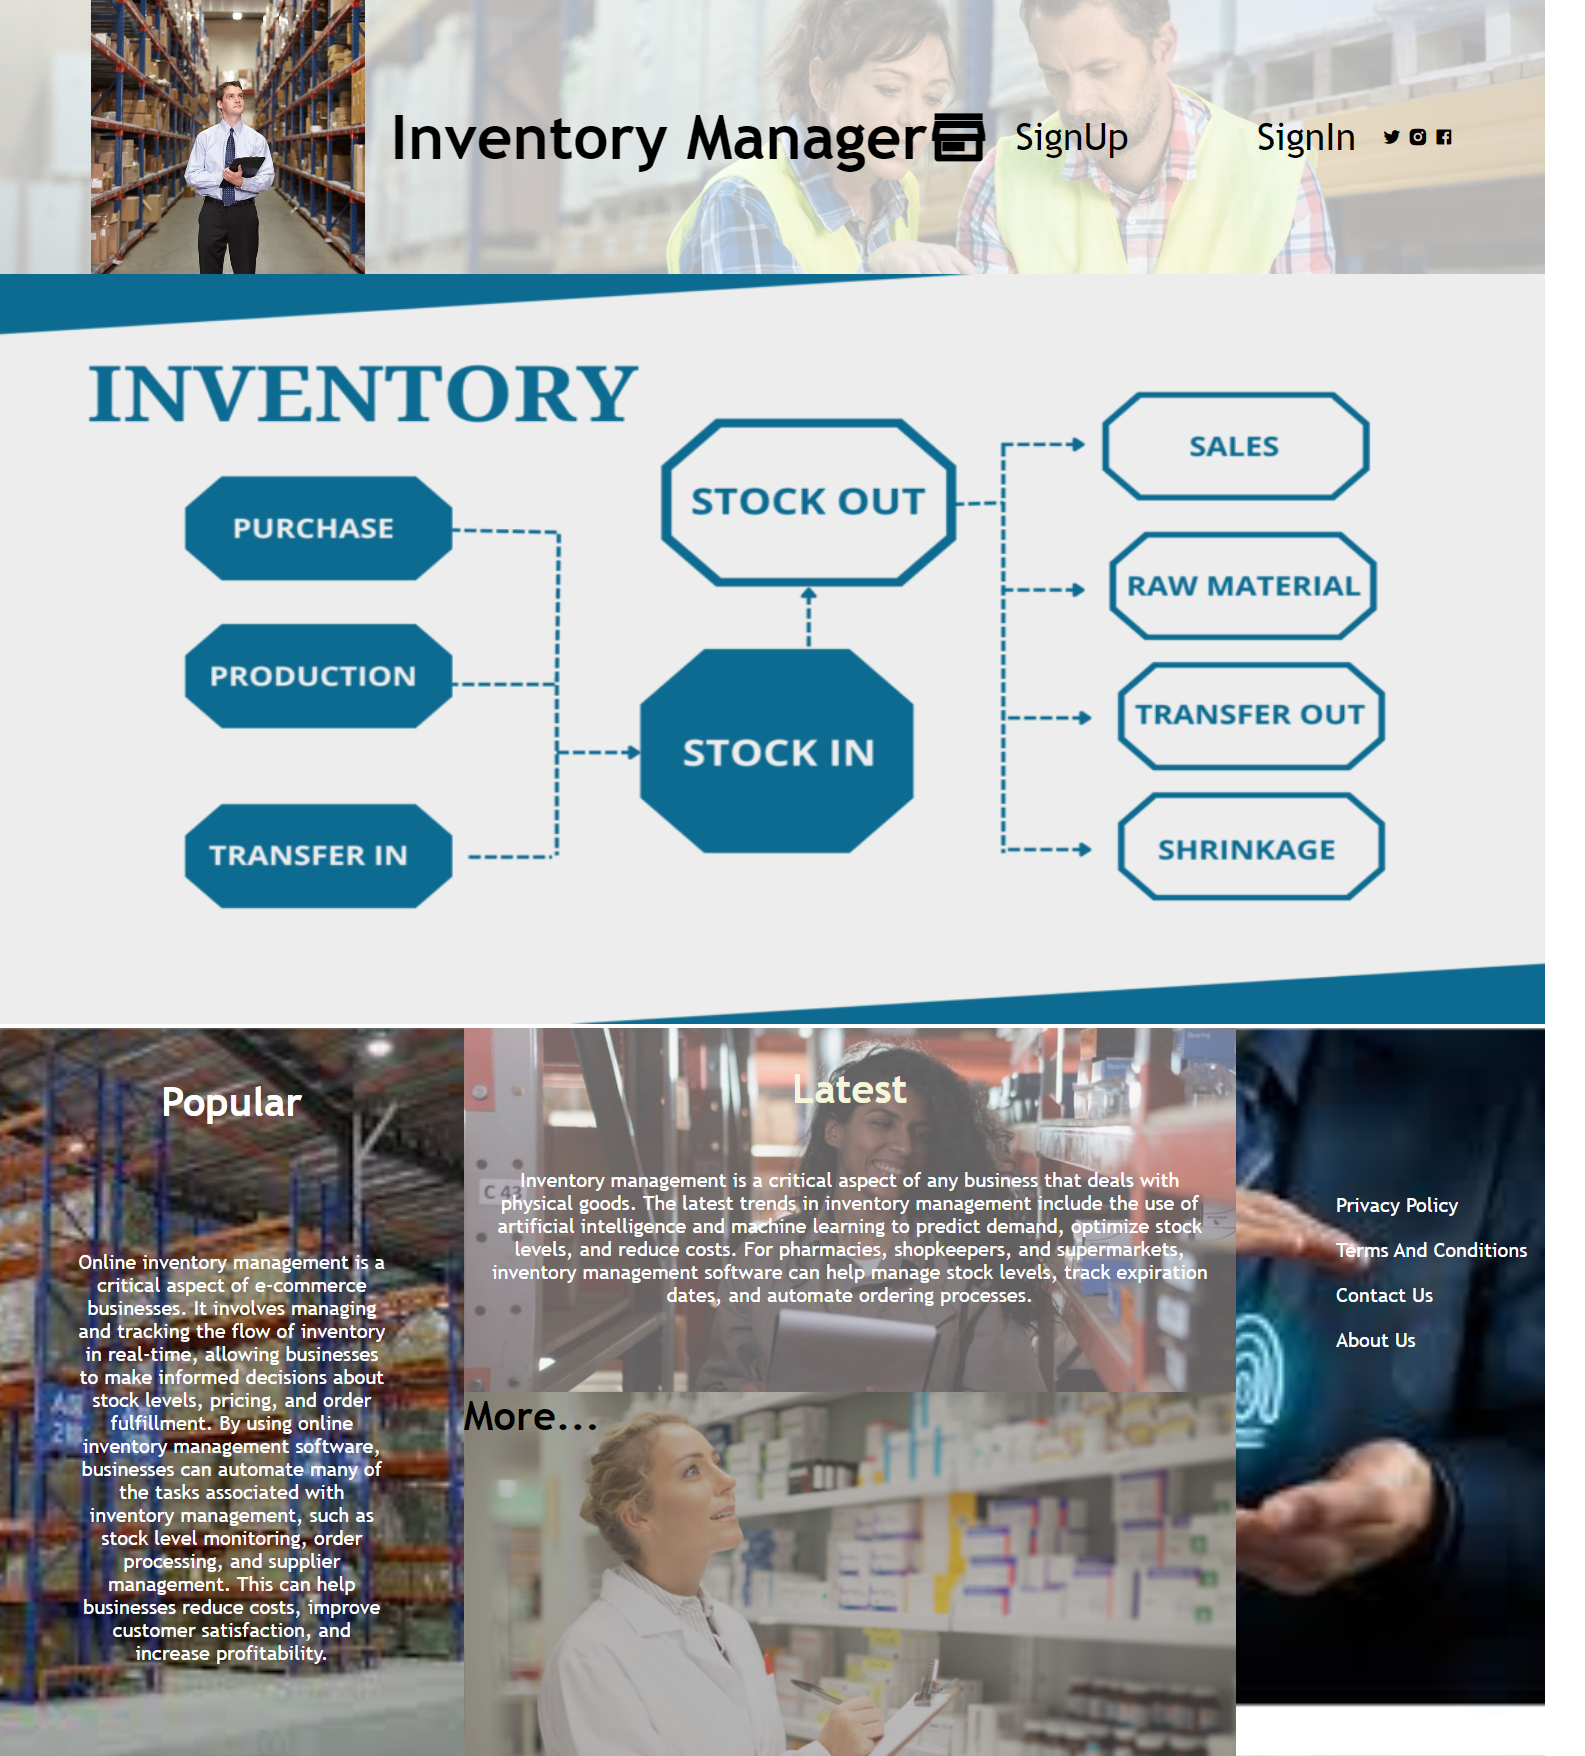 Inventory Manager
SignUp
SignIn
INVENTORY
PURCHASE
PRODUCTION
TRANSFER IN
STOCK OUT
STOCK IN
SALES
RAW MATERIAL
TRANSFER OUT
SHRINKAGE
Popular
Online inventory management is a
critical aspect of e-commerce
businesses. It involves managing
and tracking the flow of inventory
in real-time, allowing businesses
to make informed decisions about
stock levels, pricing, and order
fulfillment. By using online
inventory management software,
businesses can automate many of
the tasks associated with
inventory management, such as
stock level monitoring, order
processing, and supplier
management. This can help
businesses reduce costs, improve
customer satisfaction, and
increase profitability.
Latest
Inventory management is a critical aspect of any business that deals with
physical goods. The latest trends in inventory management include the use of
artificial intelligence and machine learning to predict demand, optimize stock
levels, and reduce costs. For pharmacies, shopkeepers, and supermarkets,
inventory management software can help manage stock levels, track expiration
dates, and automate ordering processes.
More...
Privacy Policy
Terms And Conditions
Contact Us
About Us